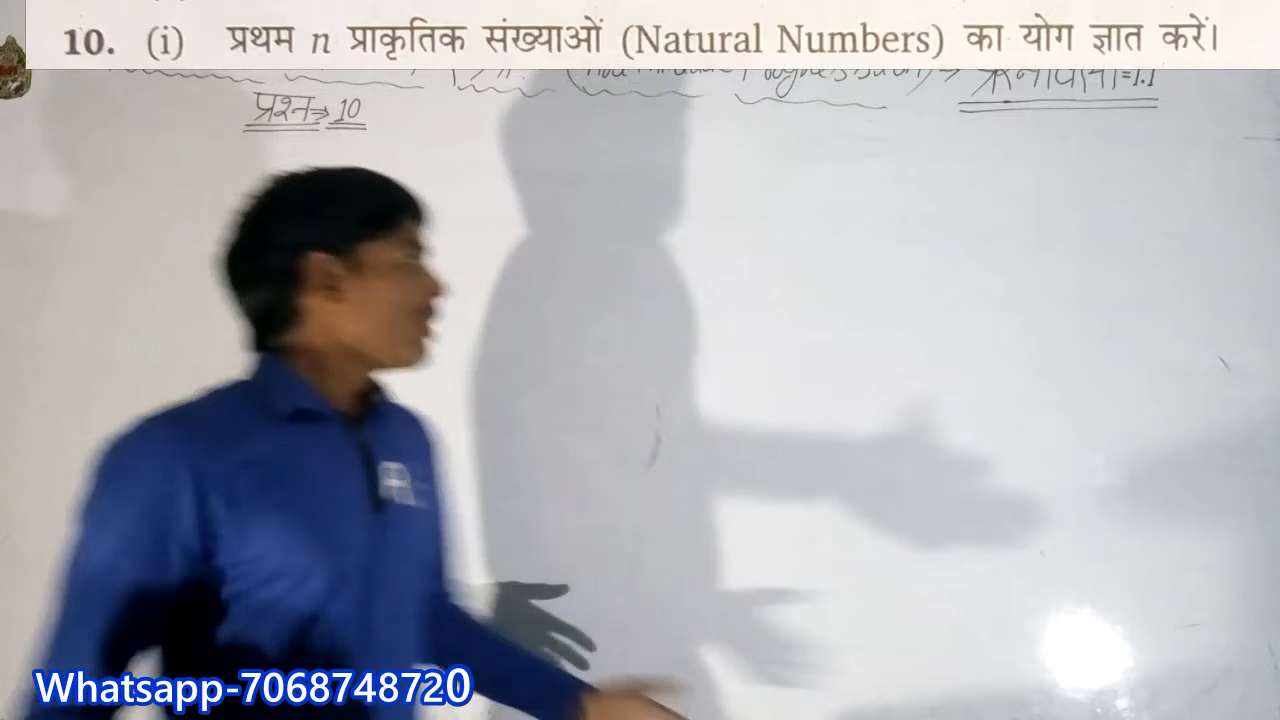 10. (i) प्रथम n प्राकृतिक संख्याओं (Natural Numbers) का योग ज्ञात करें।
प्रश्न⇒ 10
Whatsapp-7068748720